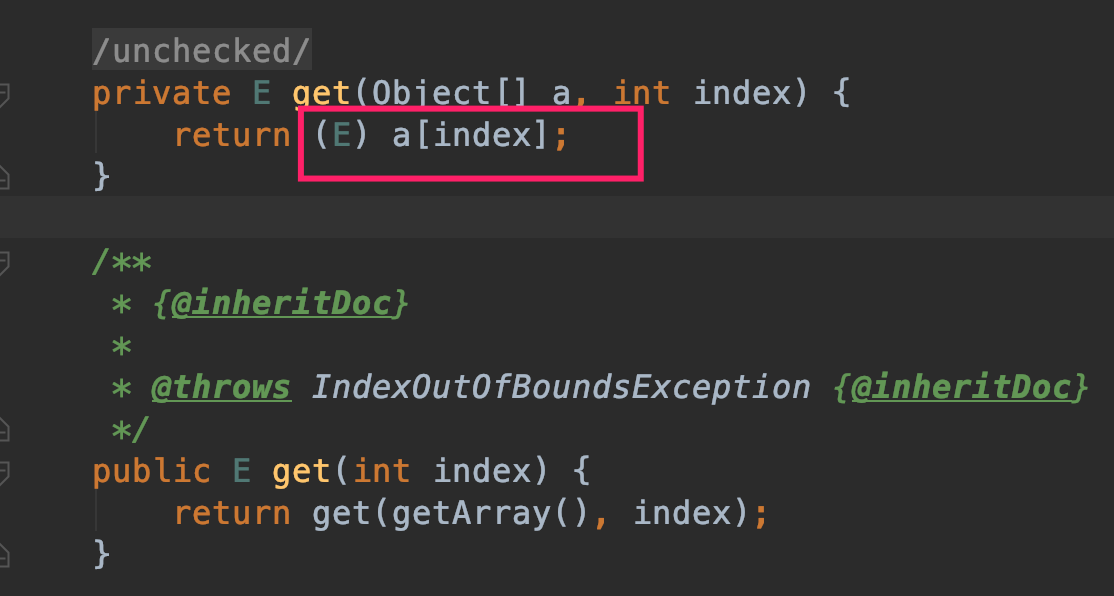 /unchecked/
private E get(Object[] a, int index) {
    return (E) a[index];
}
/**
 * {@inheritDoc}
 *
 * @throws IndexOutOfBoundsException {@inheritDoc}
 */
public E get(int index) {
    return get(getArray(), index);
}